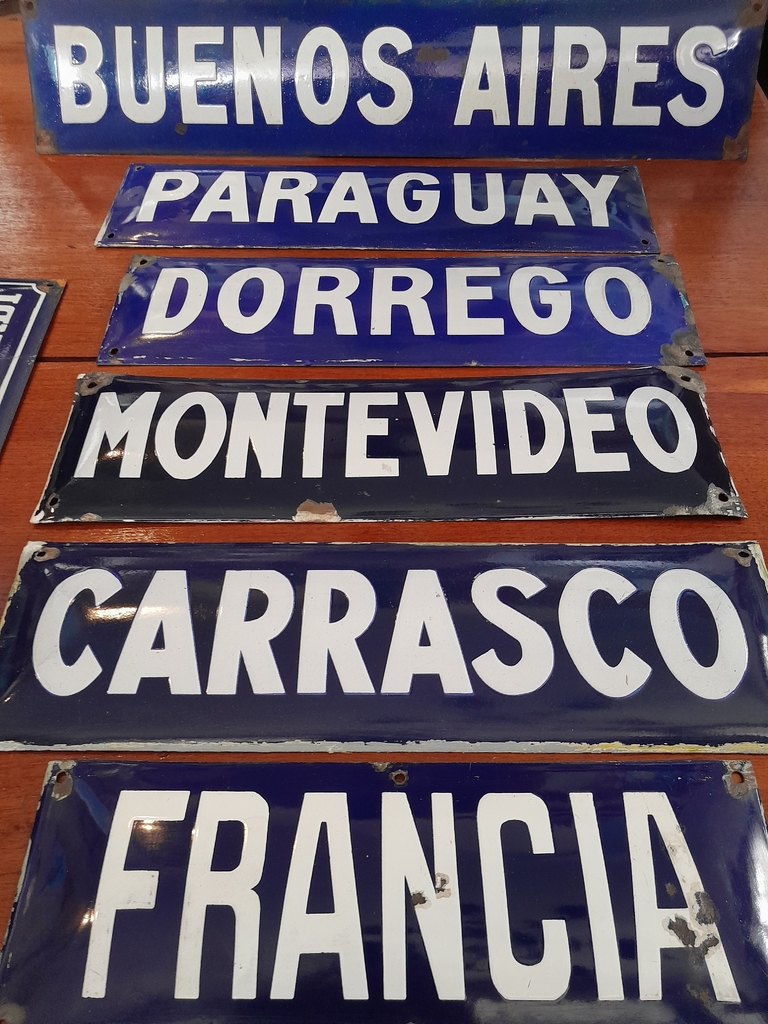 BUENOS AIRES
PARAGUAY
DORREGO
MONTEVIDEO
CARRASCO
FRANCIA